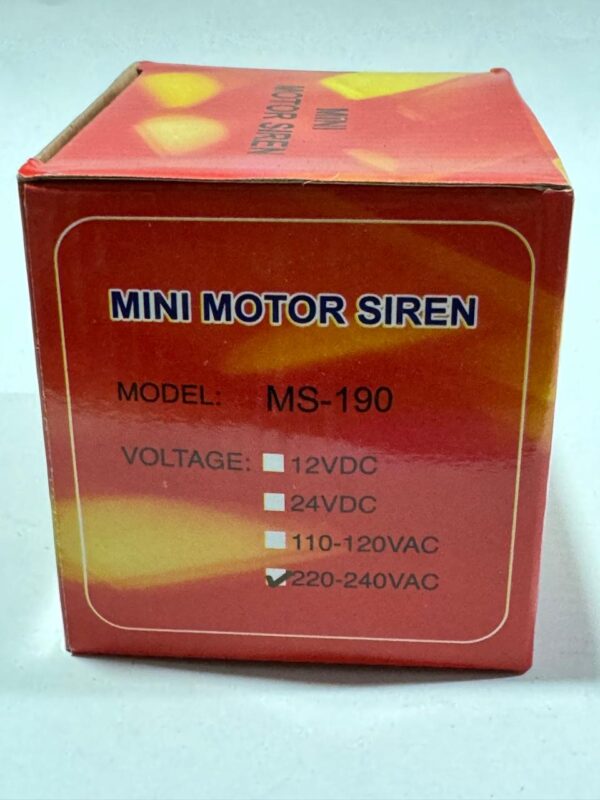 MINI
MOTOR SIREN
MINI MOTOR SIREN
MODEL: MS-190
VOLTAGE: 12VDC
24VDC
110-120VAC
220-240VAC